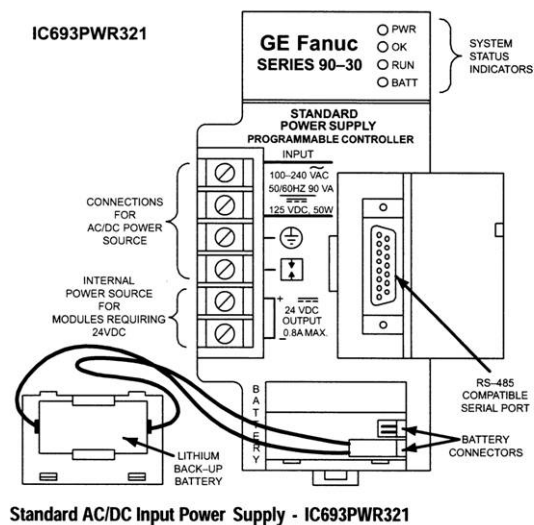 IC693PWR321
GE Fanuc
SERIES 90–30
PWR
OK
RUN
BATT
SYSTEM
STATUS
INDICATORS
STANDARD
POWER SUPPLY
PROGRAMMABLE CONTROLLER
INPUT
100–240 VAC
50/60HZ 90 VA
125 VDC, 50W
CONNECTIONS
FOR
AC/DC POWER
SOURCE
INTERNAL
POWER SOURCE
FOR
MODULES REQUIRING
24VDC
+
24 VDC
OUTPUT
0.8A MAX.
–
RS–485
COMPATIBLE
SERIAL PORT
BATTERY
BATTERY
CONNECTORS
LITHIUM
BACK–UP
BATTERY
Standard AC/DC Input Power Supply - IC693PWR321